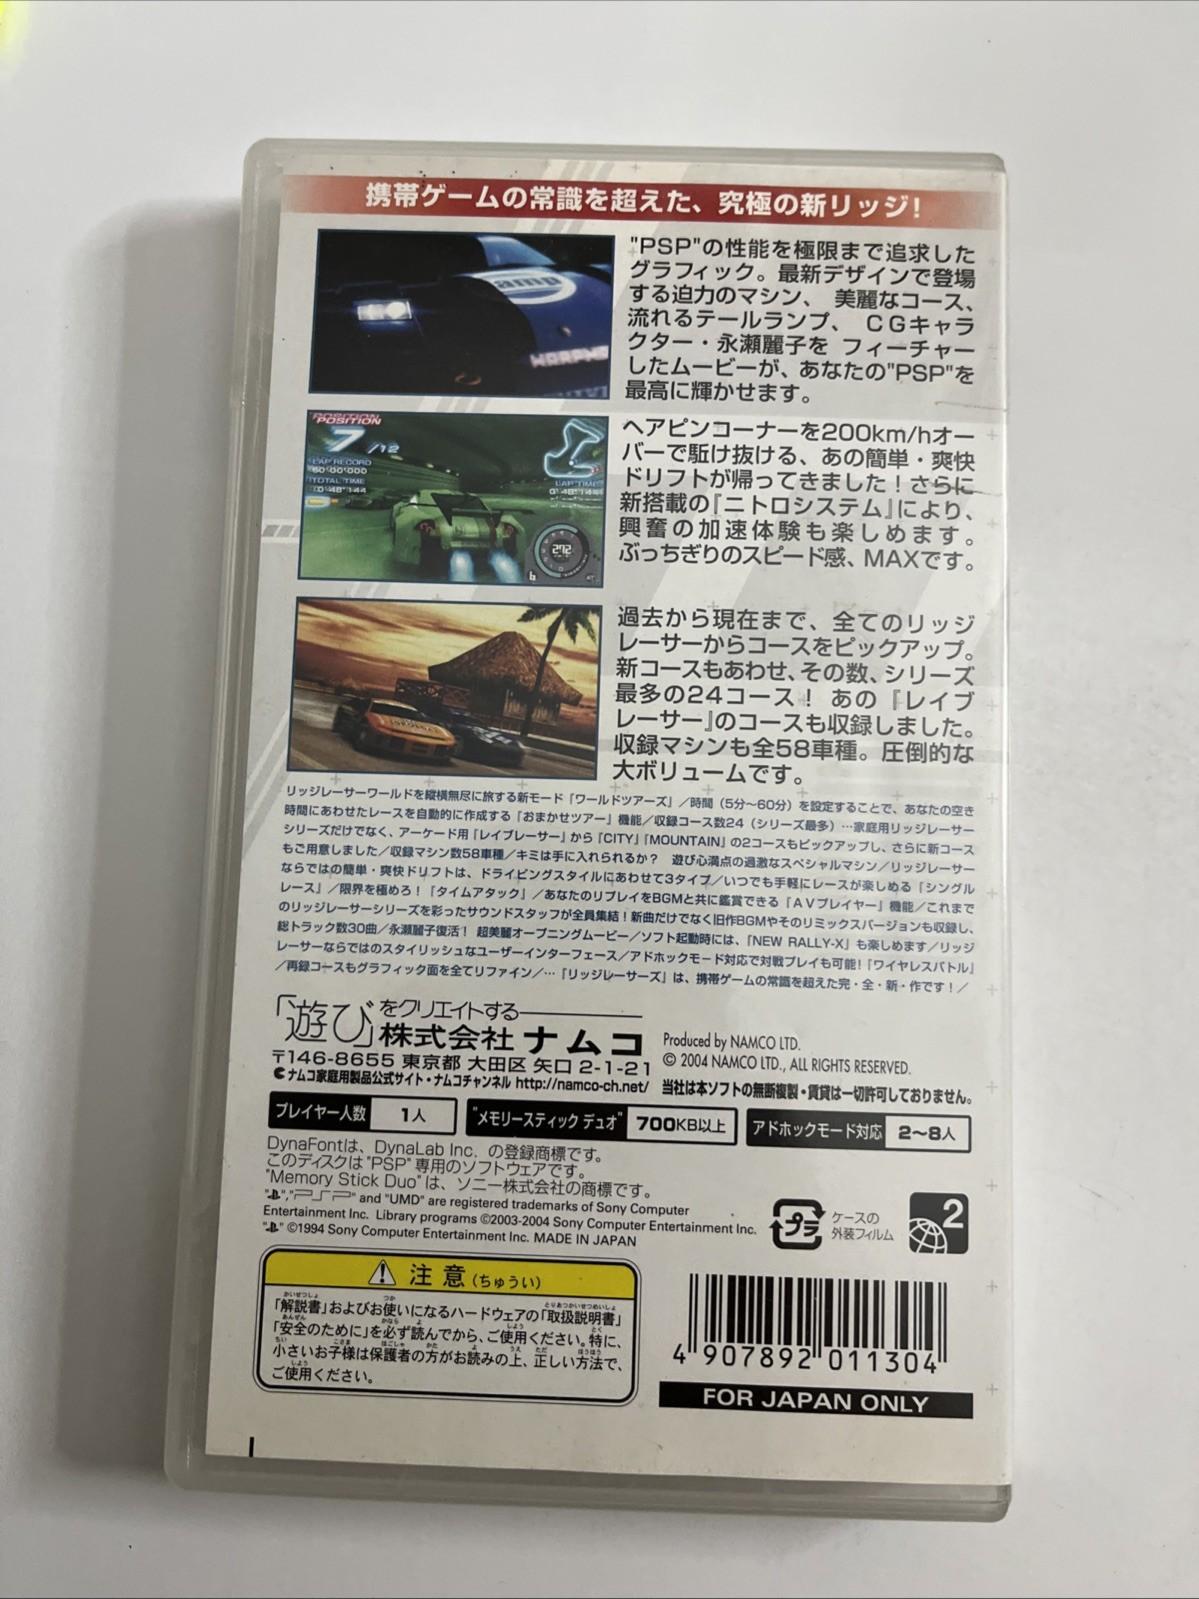 携帯ゲームの常識を超えた、究極の新リッジ!
"PSP"の性能を極限まで追求した
グラフィック。最新デザインで登場
する迫力のマシン、 美麗なコース、
流れるテールランプ、 CGキャラ
クター・永瀬麗子を フィーチャー
したムービーが、あなたの"PSP"を
最高に輝かせます。
POSITION
7/12
LAP RECORD
TOTAL TIME
0'48"144
LAP TIME
272
ヘアピンコーナーを200km/hオー
バーで駈け抜ける、あの簡単・爽快
ドリフトが帰ってきました!さらに
新搭載の『ニトロシステム』により、
興奮の加速体験も楽しめます。
ぶっちぎりのスピード感、MAXです。
過去から現在まで、全てのリッジ
レーサーからコースをピックアップ。
新コースもあわせ、その数、シリーズ
最多の24コース! あの『レイブ
レーサー』のコースも収録しました。
収録マシンも全58車種。圧倒的な
大ボリュームです。
リッジレーサーワールドを縦横無尽に旅する新モード「ワールドツアーズ」/時間(5分~60分)を設定することで、あなたの空き
時間にあわせたレースを自動的に作成する「おまかせツアー」機能/収録コース数24(シリーズ最多)…家庭用リッジレーサー
シリーズだけでなく、アーケード用『レイブレーサー』から「CITY」「MOUNTAIN」の2コースもピックアップし、さらに新コース
もご用意しました/収録マシン数58車種/キミは手に入れられるか? 遊び心満点の過激なスペシャルマシン/リッジレーサー
ならではの簡単・爽快ドリフトは、ドライビングスタイルにあわせて3タイプ/いつでも手軽にレースが楽しめる「シングル
レース」/限界を極めろ!「タイムアタック」/あなたのリプレイをBGMと共に鑑賞できる「AVプレイヤー」機能/これまで
のリッジレーサーシリーズを彩ったサウンドスタッフが全員集結!新曲だけでなく旧作BGMやそのリミックスバージョンも収録し、
総トラック数30曲/永瀬麗子復活! 超美麗オープニングムービー/ソフト起動時には、「NEW RALLY-X」も楽しめます/リッジ
レーサーならではのスタイリッシュなユーザーインターフェース/アドホックモード対応で対戦プレイも可能!「ワイヤレスバトル」
/再録コースもグラフィック面を全てリファイン/…『リッジレーサーズ』は、携帯ゲームの常識を超えた完・全・新・作です!/
「遊び」をクリエイトする
株式会社 ナムコ
〒146-8655 東京都 大田区 矢口 2-1-21
ナムコ家庭用製品公式サイト・ナムコチャンネル http://namco-ch.net/
Produced by NAMCO LTD.
© 2004 NAMCO LTD., ALL RIGHTS RESERVED.
当社は本ソフトの無断複製・賃貸は一切許可しておりません。
プレイヤー人数 1人
"メモリースティック デュオ" 700KB以上
アドホックモード対応 2~8人
DynaFontは、DynaLab Inc. の登録商標です。
このディスクは "PSP" 専用のソフトウェアです。
"Memory Stick Duo" は、ソニー株式会社の商標です。
" ", "PSP" and "UMD" are registered trademarks of Sony Computer
Entertainment Inc. Library programs ©2003-2004 Sony Computer Entertainment Inc.
" " ©1994 Sony Computer Entertainment Inc. MADE IN JAPAN
プラ
ケースの
外装フィルム
2
注意(ちゅうい)
「解説書」およびお使いになるハードウェアの「取扱説明書」
「安全のために」を必ず読んでから、ご使用ください。特に、
小さいお子様は保護者の方がお読みの上、正しい方法で、
ご使用ください。
4 907892 011304
FOR JAPAN ONLY